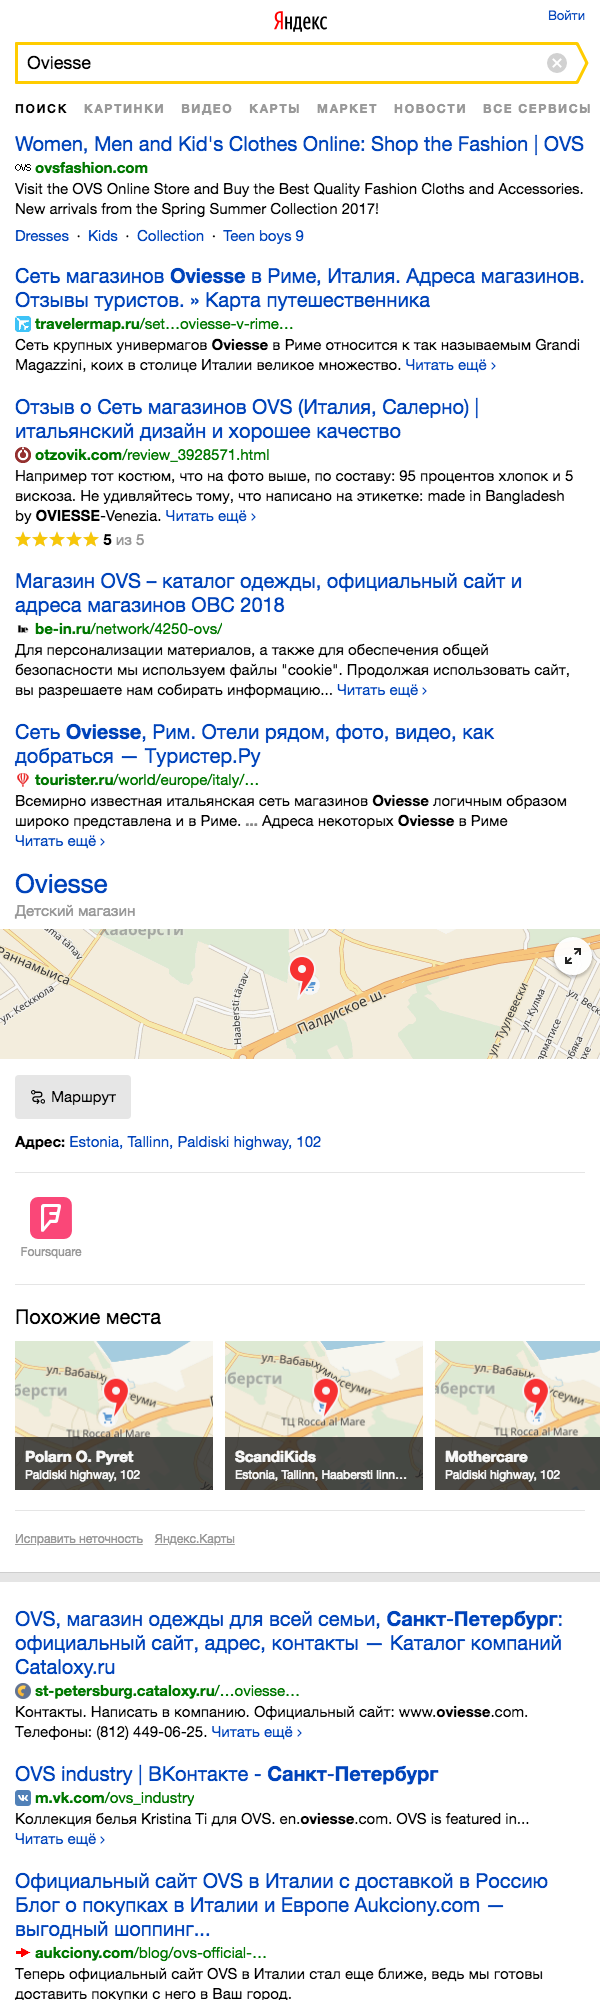 Яндекс
Войти
Oviesse
ПОИСК КАРТИНКИ ВИДЕО КАРТЫ МАРКЕТ НОВОСТИ ВСЕ СЕРВИСЫ
Women, Men and Kid's Clothes Online: Shop the Fashion | OVS
OVS ovsfashion.com
Visit the OVS Online Store and Buy the Best Quality Fashion Cloths and Accessories.
New arrivals from the Spring Summer Collection 2017!
Dresses · Kids · Collection · Teen boys 9
Сеть магазинов Oviesse в Риме, Италия. Адреса магазинов.
Отзывы туристов. » Карта путешественника
travelermap.ru/set…oviesse-v-rime…
Сеть крупных универмагов Oviesse в Риме относится к так называемым Grandi
Magazzini, коих в столице Италии великое множество. Читать ещё ›
Отзыв о Сеть магазинов OVS (Италия, Салерно) |
итальянский дизайн и хорошее качество
otzovik.com/review_3928571.html
Например тот костюм, что на фото выше, по составу: 95 процентов хлопок и 5
вискоза. Не удивляйтесь тому, что написано на этикетке: made in Bangladesh
by OVIESSE-Venezia. Читать ещё ›
5 из 5
Магазин OVS – каталог одежды, официальный сайт и
адреса магазинов ОВС 2018
be-in.ru/network/4250-ovs/
Для персонализации материалов, а также для обеспечения общей
безопасности мы используем файлы "cookie". Продолжая использовать сайт,
вы разрешаете нам собирать информацию... Читать ещё ›
Сеть Oviesse, Рим. Отели рядом, фото, видео, как
добраться — Туристер.Ру
tourister.ru/world/europe/italy/…
Всемирно известная итальянская сеть магазинов Oviesse логичным образом
широко представлена и в Риме. ... Адреса некоторых Oviesse в Риме
Читать ещё ›
Oviesse
Детский магазин
Хааберсти
ma tänav
Раннамыиса
ул. Кесккюла
Haabersti tänav
Палдиское ш.
ул. Туулевески
ул. Кулма
ул. Веск
Маршрут
Адрес: Estonia, Tallinn, Paldiski highway, 102
Foursquare
Похожие места
ул. Вабаыхумуусеуми
аберсти
ТЦ Rocca al Mare
Polarn O. Pyret
Paldiski highway, 102
ул. Вабаыхумуусеуми
аберсти
ТЦ Rocca al Mare
ScandiKids
Estonia, Tallinn, Haabersti linn...
ул. Вабаыхумуусеуми
аберсти
ТЦ Rocca al Mare
Mothercare
Paldiski highway, 102
Исправить неточность Яндекс.Карты
OVS, магазин одежды для всей семьи, Санкт-Петербург:
официальный сайт, адрес, контакты — Каталог компаний
Cataloxy.ru
st-petersburg.cataloxy.ru/…oviesse…
Контакты. Написать в компанию. Официальный сайт: www.oviesse.com.
Телефоны: (812) 449-06-25. Читать ещё ›
OVS industry | ВКонтакте - Санкт-Петербург
m.vk.com/ovs_industry
Коллекция белья Kristina Ti для OVS. en.oviesse.com. OVS is featured in...
Читать ещё ›
Официальный сайт OVS в Италии с доставкой в Россию
Блог о покупках в Италии и Европе Aukciony.com —
выгодный шоппинг...
aukciony.com/blog/ovs-official-…
Теперь официальный сайт OVS в Италии стал еще ближе, ведь мы готовы
доставить покупки с него в Ваш город.